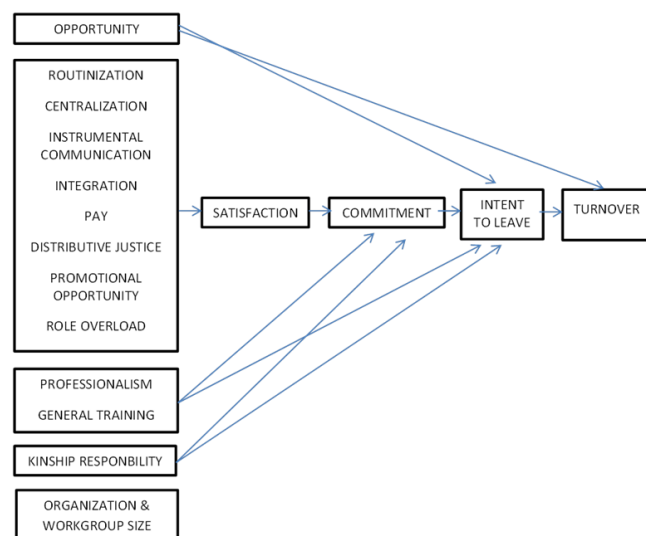 OPPORTUNITY
ROUTINIZATION
CENTRALIZATION
INSTRUMENTAL
COMMUNICATION
INTEGRATION
PAY
DISTRIBUTIVE JUSTICE
PROMOTIONAL
OPPORTUNITY
ROLE OVERLOAD
SATISFACTION
COMMITMENT
INTENT
TO LEAVE
TURNOVER
PROFESSIONALISM
GENERAL TRAINING
KINSHIP RESPONBILITY
ORGANIZATION &
WORKGROUP SIZE